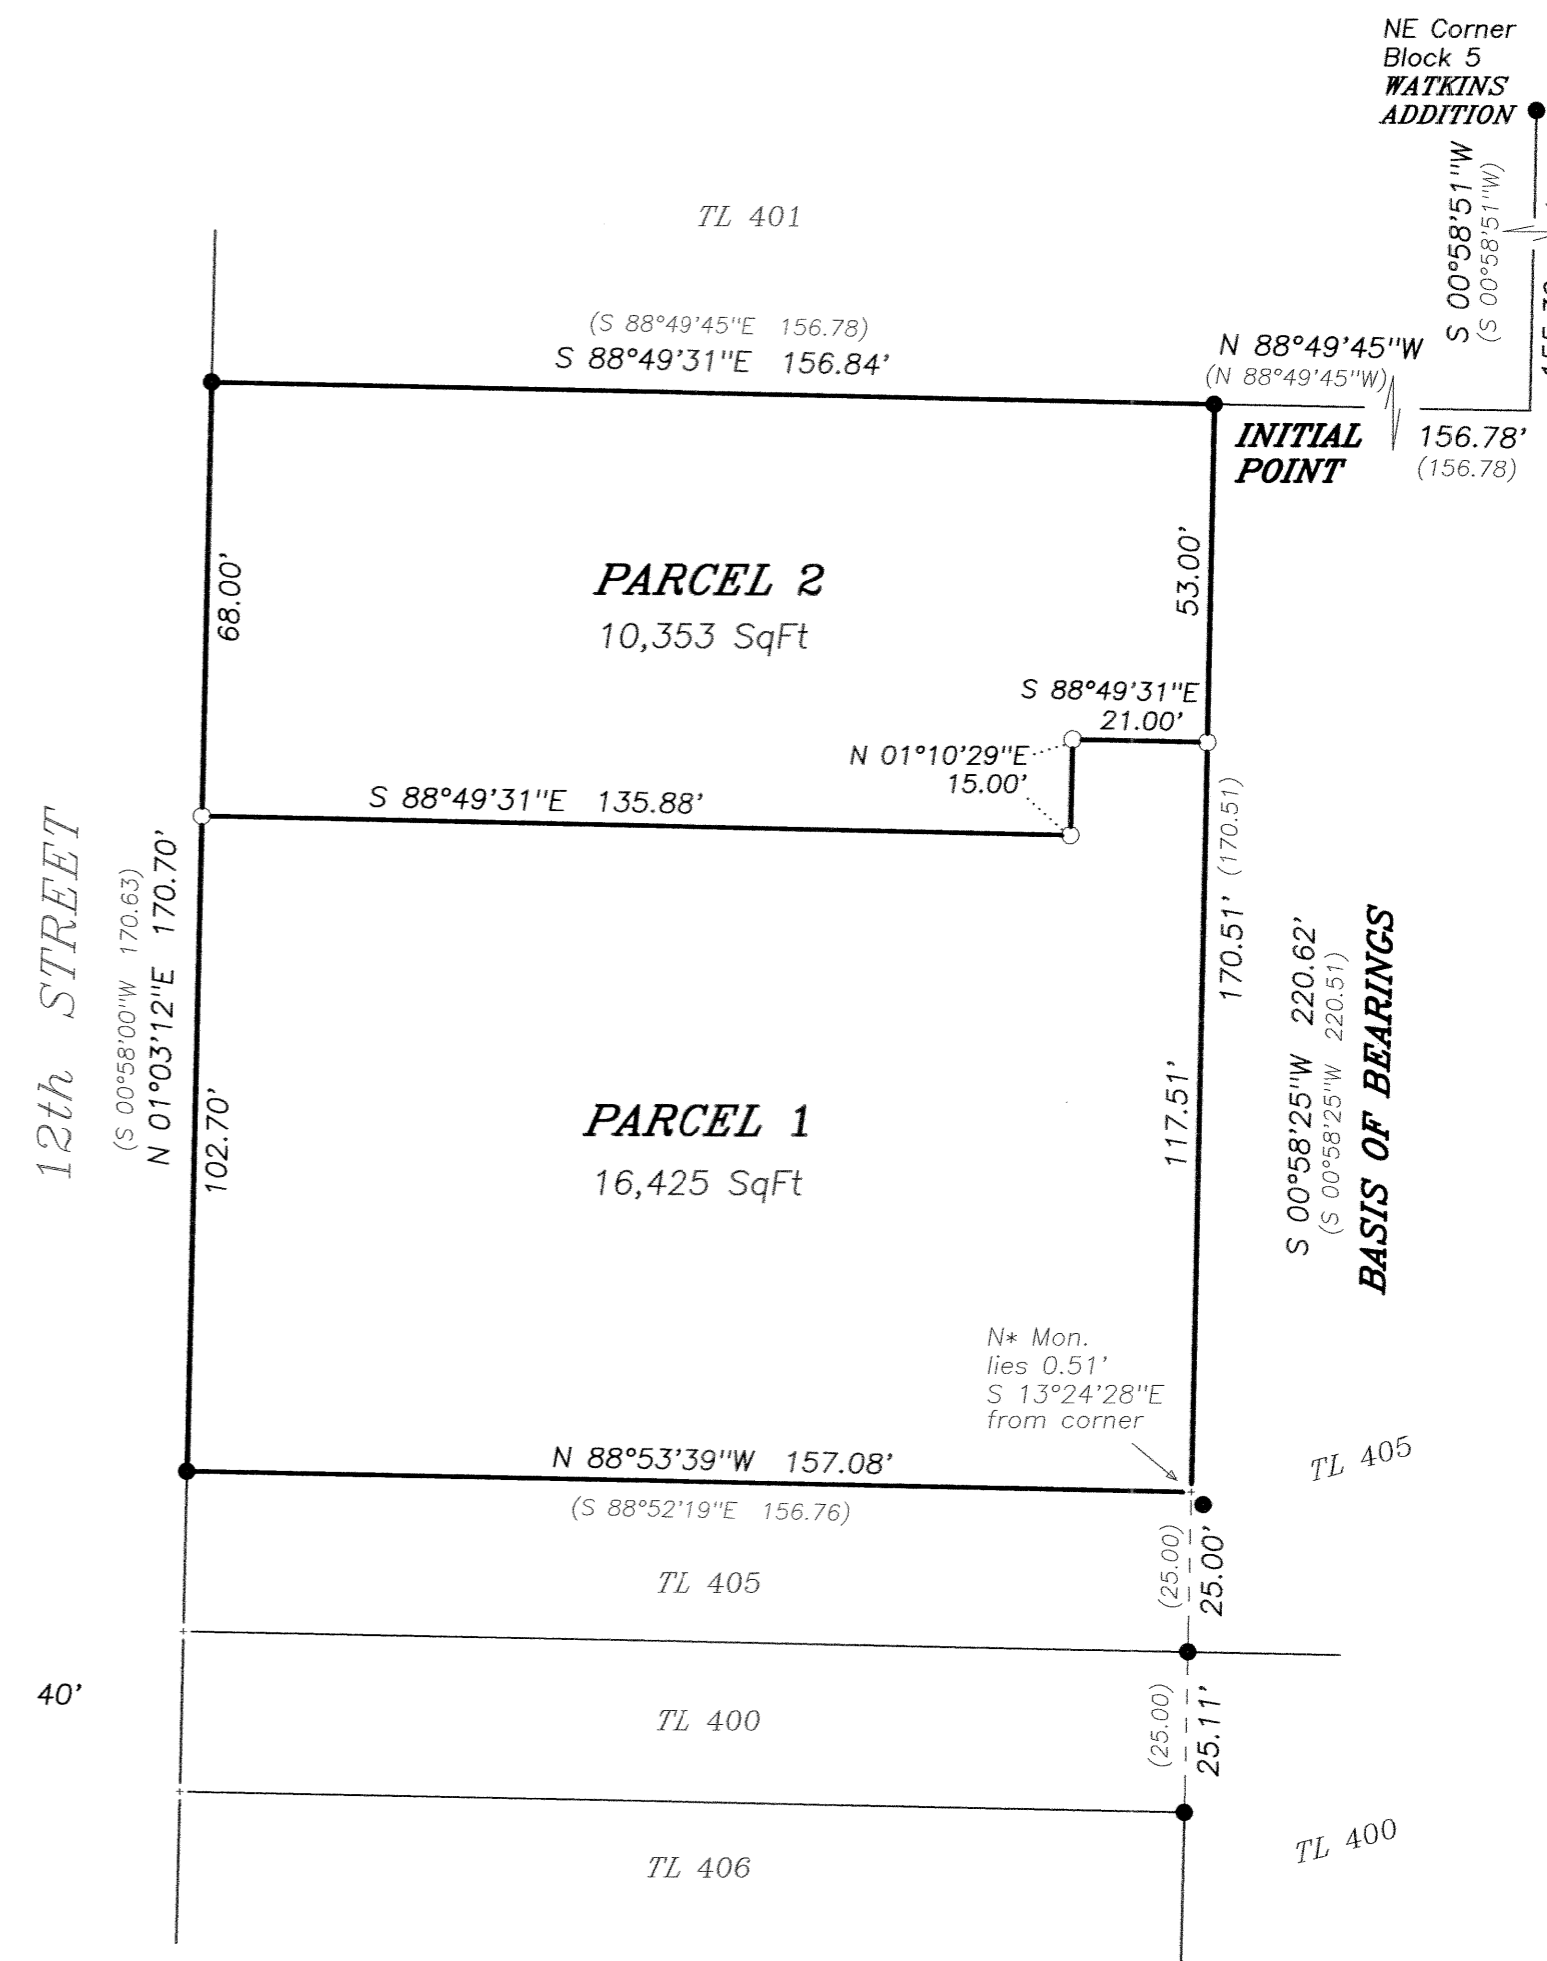 NE Corner
Block 5
WATKINS
ADDITION
S 00°58'51"W
(S 00°58'51"W)
TL 401
(S 88°49'45"E 156.78)
S 88°49'31"E 156.84'
N 88°49'45"W
(N 88°49'45"W)
INITIAL
POINT
156.78'
(156.78)
68.00'
53.00'
PARCEL 2
10,353 SqFt
S 88°49'31"E
21.00'
N 01°10'29"E
15.00'
S 88°49'31"E 135.88'
12th STREET
(S 00°58'00"W 170.63)
N 01°03'12"E 170.70'
102.70'
170.51' (170.51)
117.51'
S 00°58'25"W 220.62'
(S 00°58'25"W 220.51)
BASIS OF BEARINGS
PARCEL 1
16,425 SqFt
N* Mon.
lies 0.51'
S 13°24'28"E
from corner
N 88°53'39"W 157.08'
(S 88°52'19"E 156.76)
TL 405
TL 405
(25.00)
25.00'
40'
TL 400
(25.00)
25.11'
TL 400
TL 406